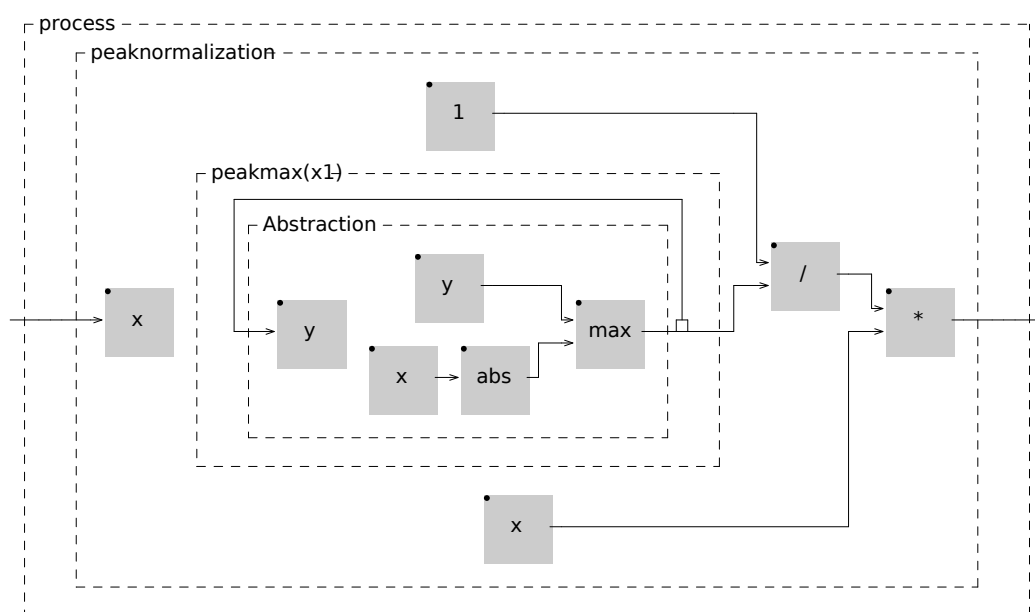 process
peaknormalization
1
peakmax(x1)
Abstraction
y
/
x
y
max
*
x
abs
x